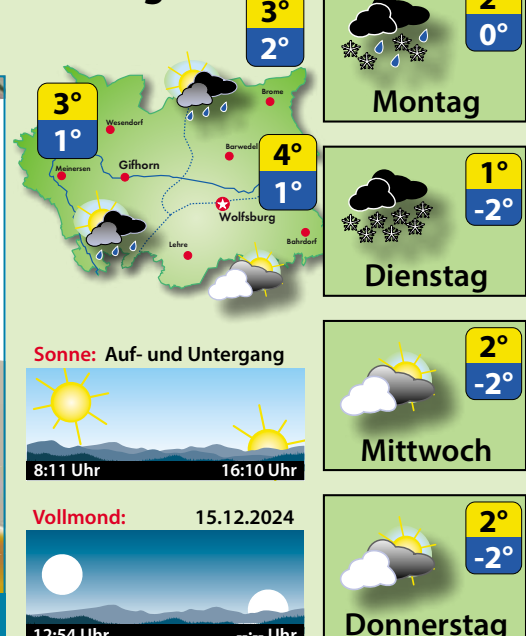 3°
2°
3°
1°
Wesendorf
Brome
Meinersen
Gifhorn
Barwedel
4°
1°
Wolfsburg
Lehre
Bahrdorf
Sonne: Auf- und Untergang
8:11 Uhr
16:10 Uhr
Vollmond: 15.12.2024
12:54 Uhr
--:-- Uhr
2°
0°
Montag
1°
-2°
Dienstag
2°
-2°
Mittwoch
2°
-2°
Donnerstag